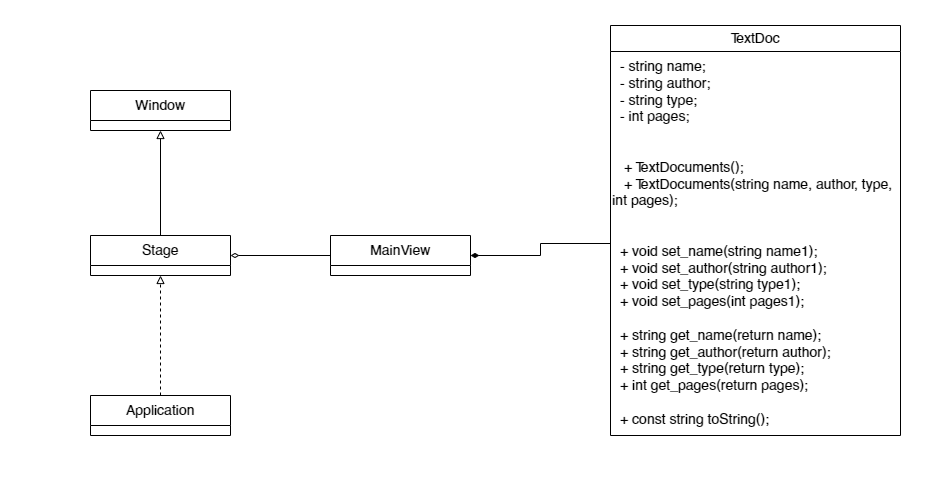 TextDoc
- string name;
- string author;
- string type;
- int pages;
Window
+ TextDocuments();
+ TextDocuments(string name, author, type,
int pages);
Stage
MainView
+ void set_name(string name1);
+ void set_author(string author1);
+ void set_type(string type1);
+ void set_pages(int pages1);
+ string get_name(return name);
+ string get_author(return author);
+ string get_type(return type);
+ int get_pages(return pages);
Application
+ const string toString();